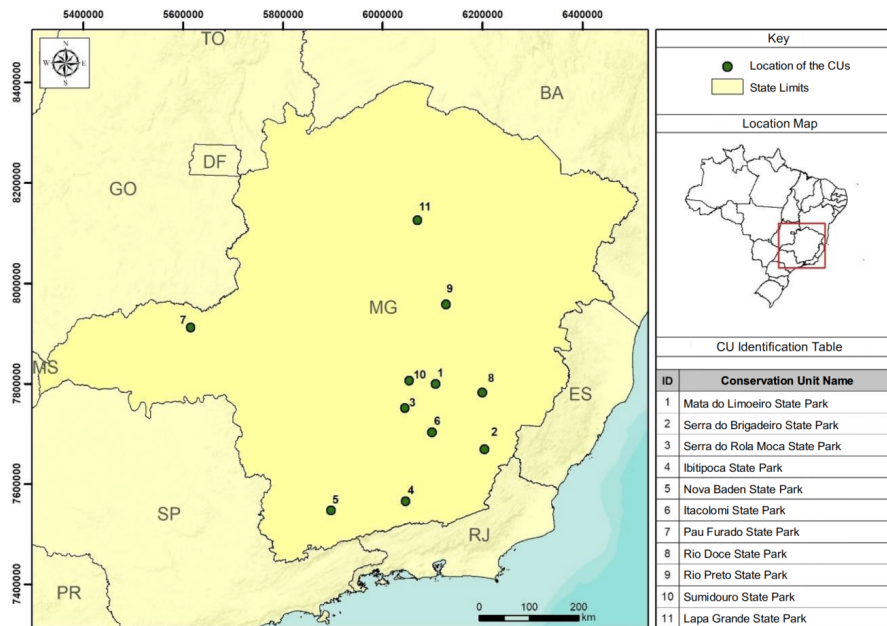 5400000 5600000 5800000 6000000 6200000 6400000
8400000
8200000
8000000
7800000
7600000
7400000
N
W E
S
TO
BA
DF
GO
11
9
MG
7
MS
10 1
8
3
ES
6
2
4
5
SP
RJ
PR
0 100 200
km
Key
Location of the CUs
State Limits
Location Map
CU Identification Table
ID Conservation Unit Name
1 Mata do Limoeiro State Park
2 Serra do Brigadeiro State Park
3 Serra do Rola Moca State Park
4 Ibitipoca State Park
5 Nova Baden State Park
6 Itacolomi State Park
7 Pau Furado State Park
8 Rio Doce State Park
9 Rio Preto State Park
10 Sumidouro State Park
11 Lapa Grande State Park